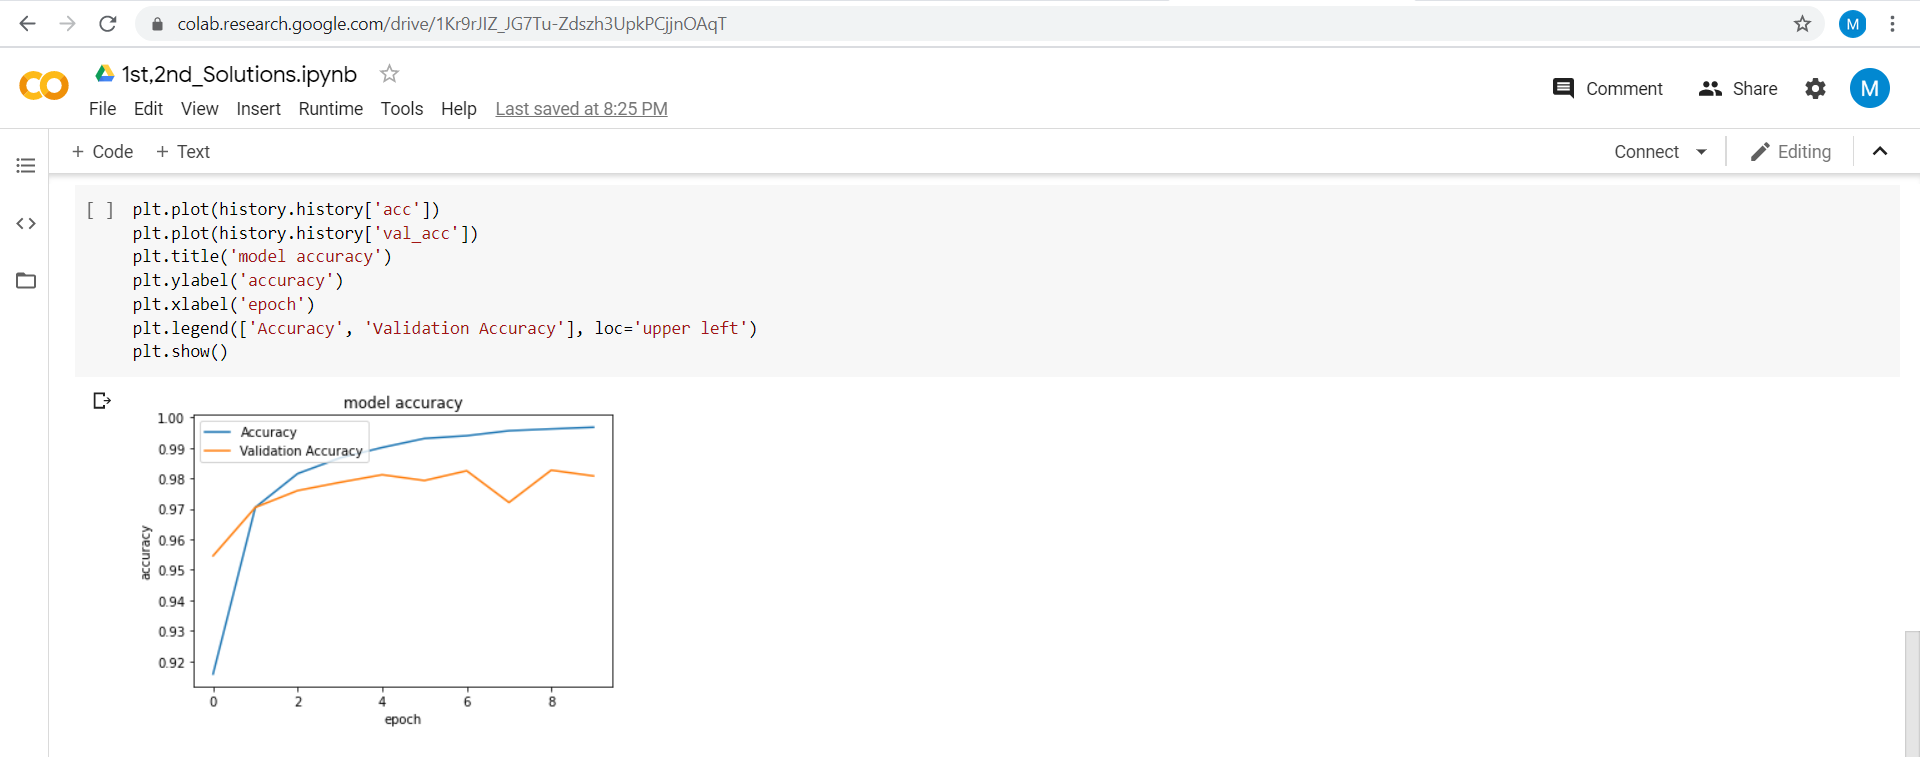 colab.research.google.com/drive/1Kr9rJIZ_JG7Tu-Zdszh3UpkPCjjnOAqT
M
CO
1st,2nd_Solutions.ipynb
File Edit View Insert Runtime Tools Help Last saved at 8:25 PM
Comment Share M
+ Code + Text
Connect Editing
[ ] plt.plot(history.history['acc'])
plt.plot(history.history['val_acc'])
plt.title('model accuracy')
plt.ylabel('accuracy')
plt.xlabel('epoch')
plt.legend(['Accuracy', 'Validation Accuracy'], loc='upper left')
plt.show()
model accuracy
Accuracy
Validation Accuracy
1.00
0.99
0.98
0.97
0.96
0.95
0.94
0.93
0.92
accuracy
0 2 4 6 8
epoch